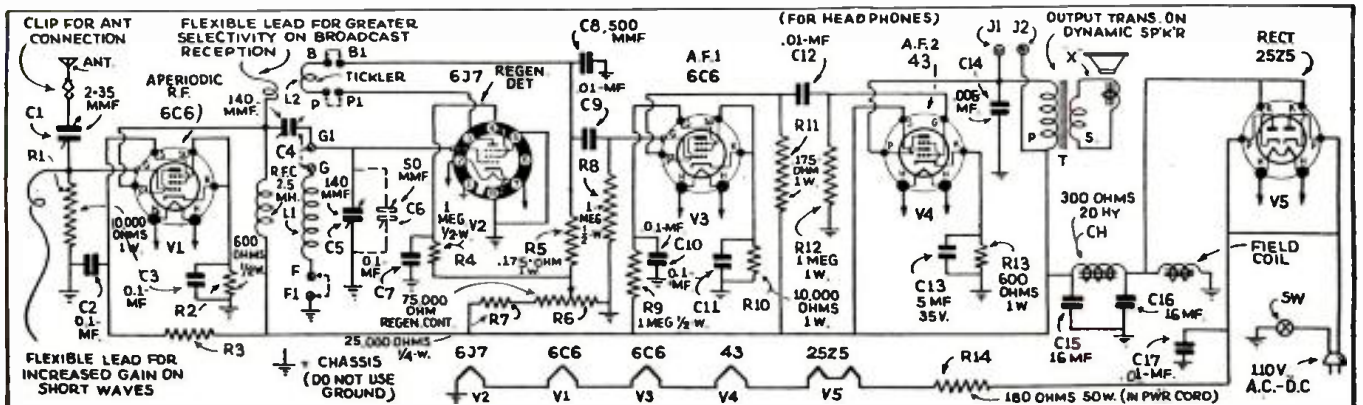 CLIP FOR ANT
CONNECTION
ANT.
FLEXIBLE LEAD FOR GREATER
SELECTIVITY ON BROADCAST
RECEPTION
C1
2-35
MMF
APERIODIC
R.F.
6C6)
R1
10,000
OHMS
1 W.
V1
C2
0.1-
MF.
C3
0.1-
MF
R2
600
OHMS
½ W.
R3
FLEXIBLE LEAD FOR
INCREASED GAIN ON
SHORT WAVES
140
MMF.
L2
B
B1
TICKLER
P
P1
C4
G1
G
R.F.C.
2.5
MH.
L1
F
F1
140
MMF
C5
50
MMF
C6
0.1-
MF.
C7
6J7
REGEN.
DET
V2
1
MEG
½-W.
R4
R5
.175-OHM
1 W.
75,000
OHM
REGEN. CONT.
R7
R6
25,000 OHMS
¼-W.
CHASSIS
(DO NOT USE
GROUND)
C8, 500
MMF
.01-MF
C9
R8
1
MEG
½-W
A.F.1
6C6
V3
0.1-MF
C10
R9
1 MEG ½-W.
0.1-
MF.
C11
R10
10,000
OHMS
1 W.
(FOR HEADPHONES)
.01-MF
C12
R11
.175
OHM
1 W.
R12
1 MEG
1 W.
A.F.2
43
P
G
V4
C13
5 MF
35 V.
R13
600
OHMS
1 W
J1
J2
C14
.006
MF.
OUTPUT TRANS. ON
DYNAMIC SP'K'R
X
P
S
T
300 OHMS
20 HY
CH
C15
16 MF
C16
16 MF.
FIELD
COIL
RECT
25Z5
V5
SW
C17
110 V.
A.C.-D.C
6J7
6C6
6C6
43
25Z5
V2
V1
V3
V4
V5
R14
180 OHMS 50W. (IN PWR CORD)